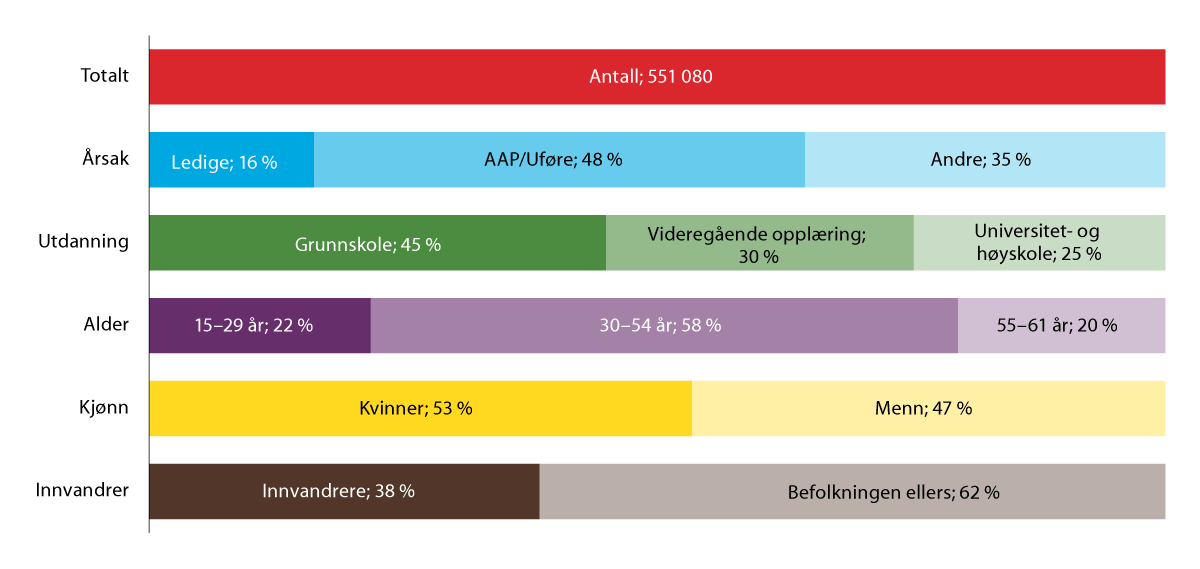 Totalt
Antall; 551 080
Årsak
Ledige; 16 %
AAP/Uføre; 48 %
Andre; 35 %
Utdanning
Grunnskole; 45 %
Videregående opplæring;
30 %
Universitet- og
høyskole; 25 %
Alder
15–29 år; 22 %
30–54 år; 58 %
55–61 år; 20 %
Kjønn
Kvinner; 53 %
Menn; 47 %
Innvandrer
Innvandrere; 38 %
Befolkningen ellers; 62 %